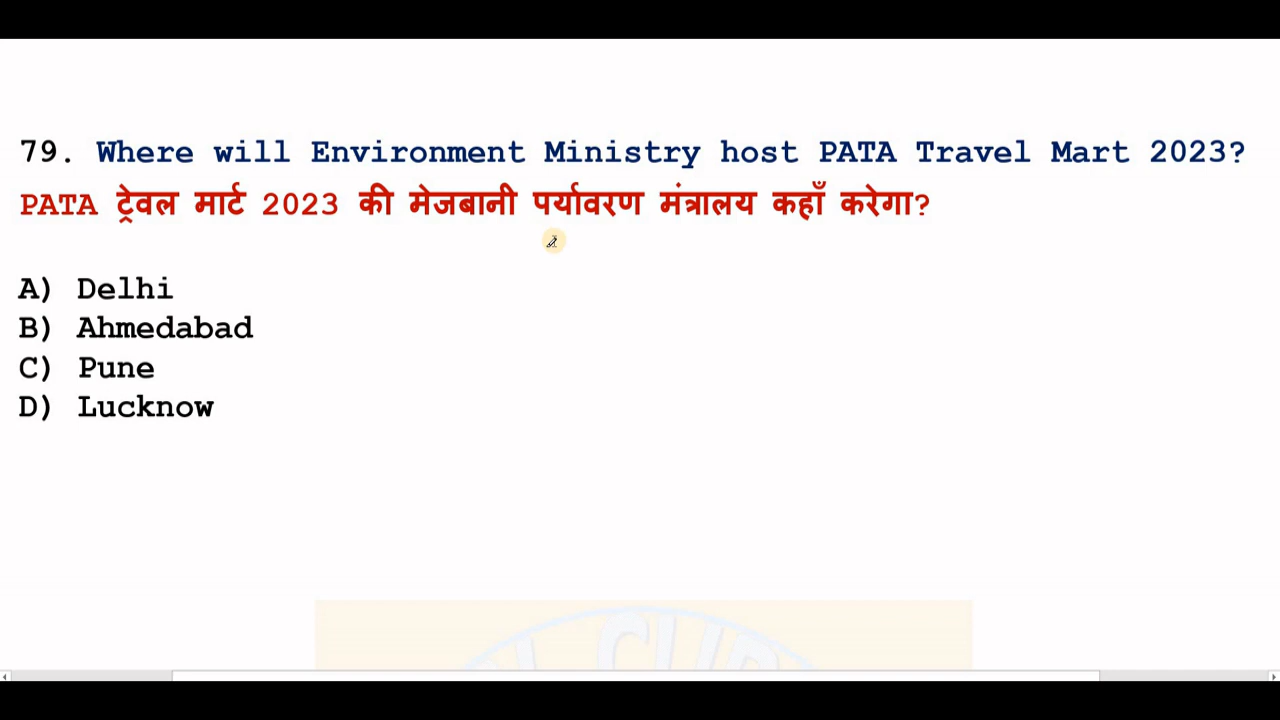 79. Where will Environment Ministry host PATA Travel Mart 2023?
PATA ट्रेवल मार्ट 2023 की मेजबानी पर्यावरण मंत्रालय कहाँ करेगा?
A) Delhi
B) Ahmedabad
C) Pune
D) Lucknow